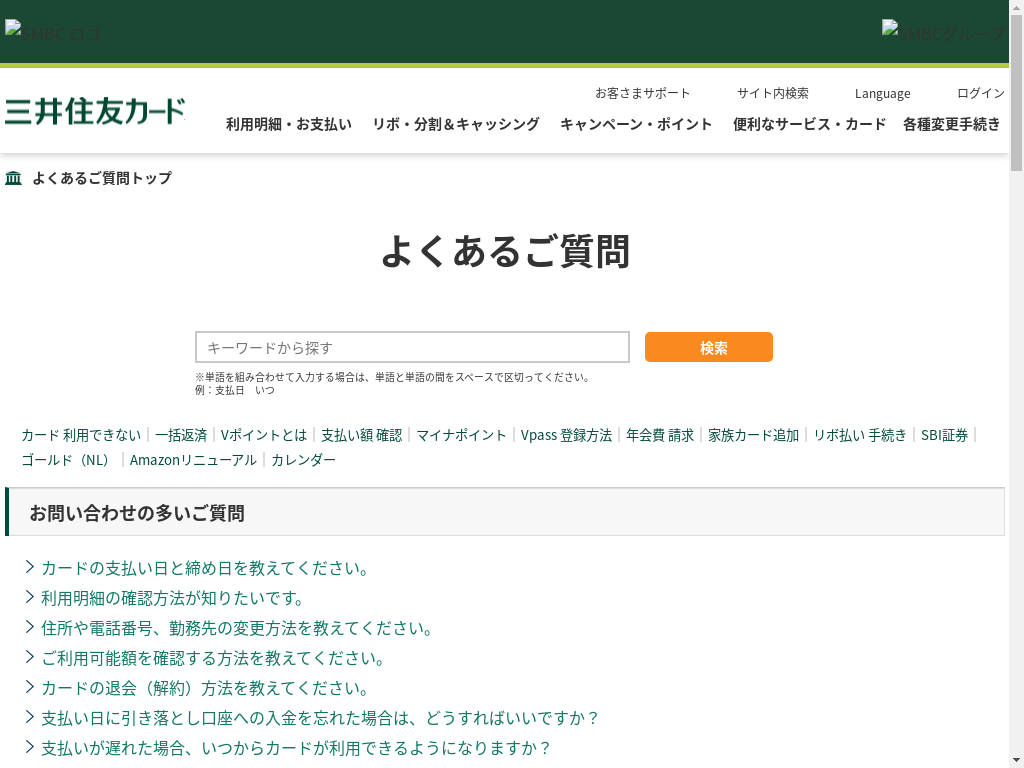 SMBC ロゴ
SMBCグループ
三井住友カード
お客さまサポート
サイト内検索
Language
ログイン
利用明細・お支払い
リボ・分割＆キャッシング
キャンペーン・ポイント
便利なサービス・カード
各種変更手続き
よくあるご質問トップ
よくあるご質問
キーワードから探す
検索
※単語を組み合わせて入力する場合は、単語と単語の間をスペースで区切ってください。
例：支払日　いつ
カード 利用できない
一括返済
Vポイントとは
支払い額 確認
マイナポイント
Vpass 登録方法
年会費 請求
家族カード追加
リボ払い 手続き
SBI証券
ゴールド（NL）
Amazonリニューアル
カレンダー
お問い合わせの多いご質問
カードの支払い日と締め日を教えてください。
利用明細の確認方法が知りたいです。
住所や電話番号、勤務先の変更方法を教えてください。
ご利用可能額を確認する方法を教えてください。
カードの退会（解約）方法を教えてください。
支払い日に引き落とし口座への入金を忘れた場合は、どうすればいいですか？
支払いが遅れた場合、いつからカードが利用できるようになりますか？